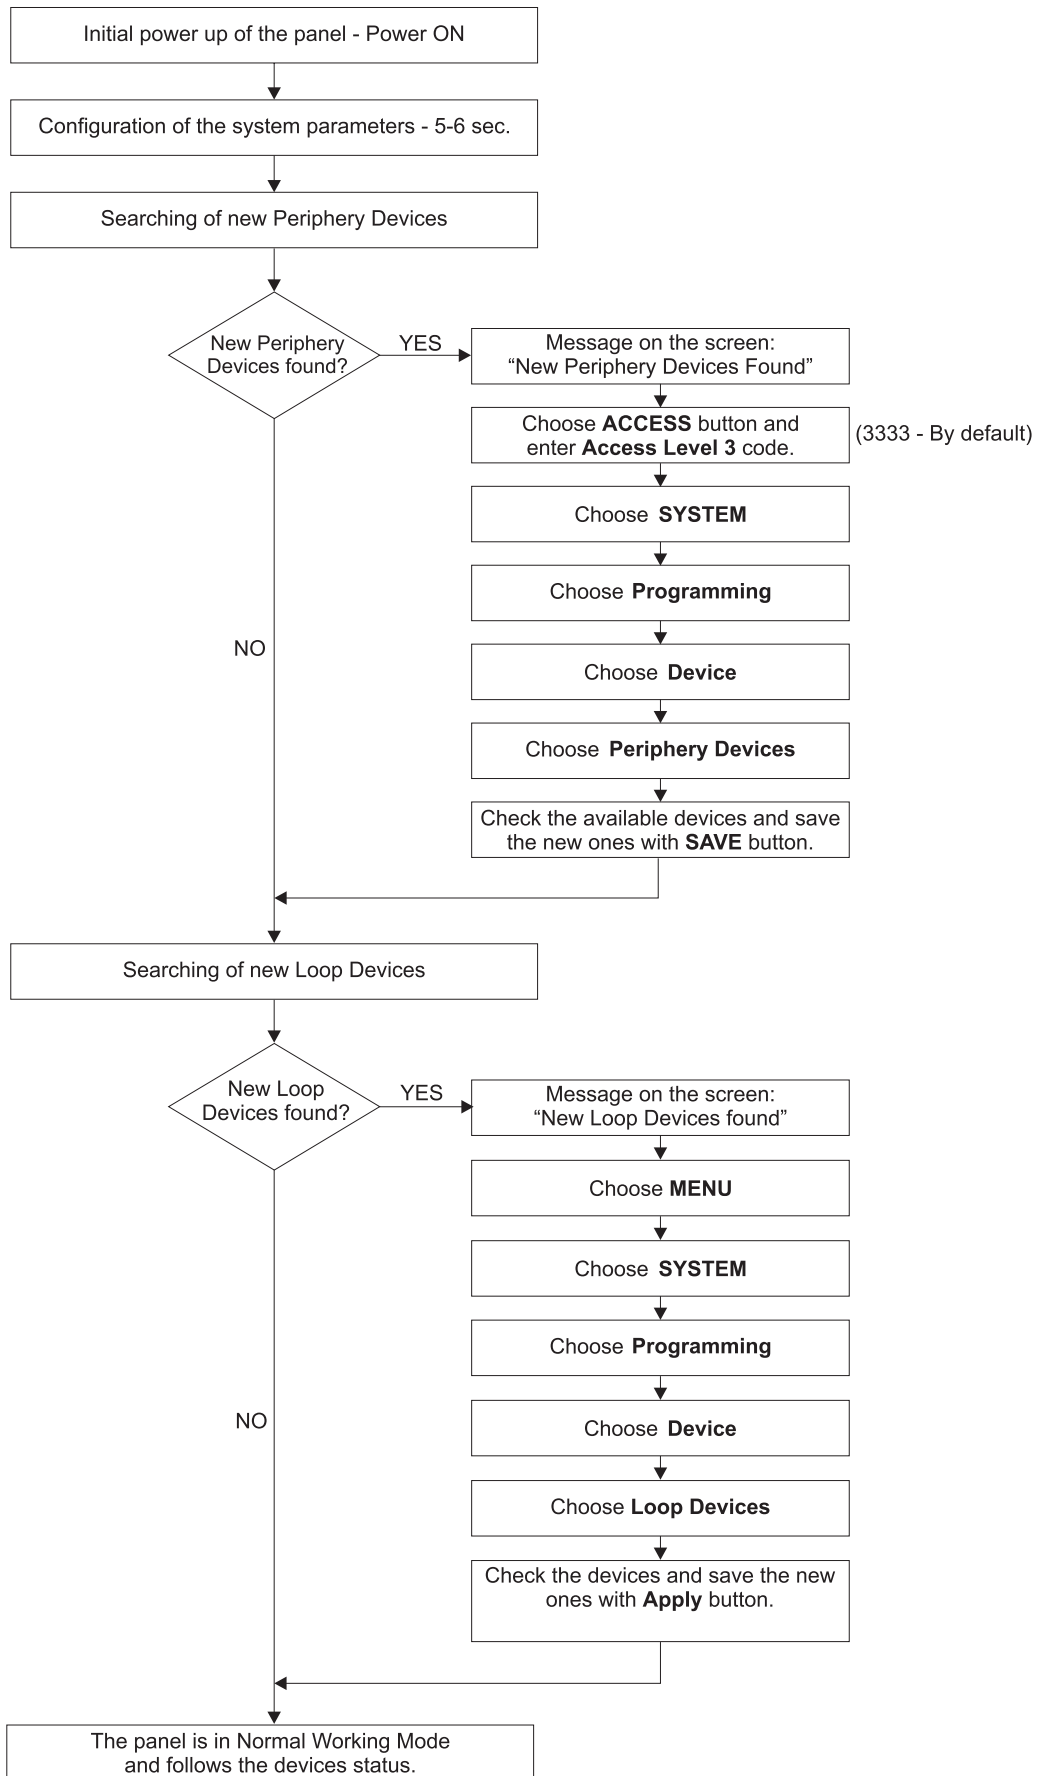 Initial power up of the panel - Power ON
Configuration of the system parameters - 5-6 sec.
Searching of new Periphery Devices
New Periphery
Devices found?
YES
Message on the screen:
“New Periphery Devices Found”
Choose ACCESS button and
enter Access Level 3 code.
(3333 - By default)
Choose SYSTEM
Choose Programming
NO
Choose Device
Choose Periphery Devices
Check the available devices and save
the new ones with SAVE button.
Searching of new Loop Devices
New Loop
Devices found?
YES
Message on the screen:
“New Loop Devices found”
Choose MENU
Choose SYSTEM
Choose Programming
NO
Choose Device
Choose Loop Devices
Check the devices and save the new
ones with Apply button.
The panel is in Normal Working Mode
and follows the devices status.